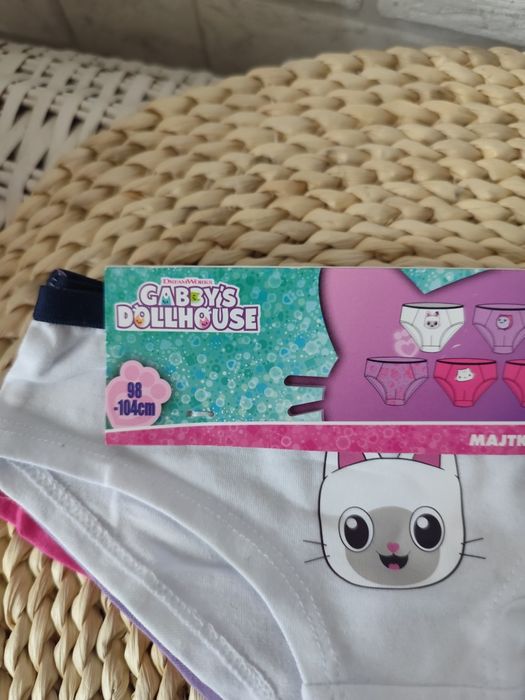 DREAMWORKS
GABBY'S
DOLLHOUSE
98
-104cm
MAJTK